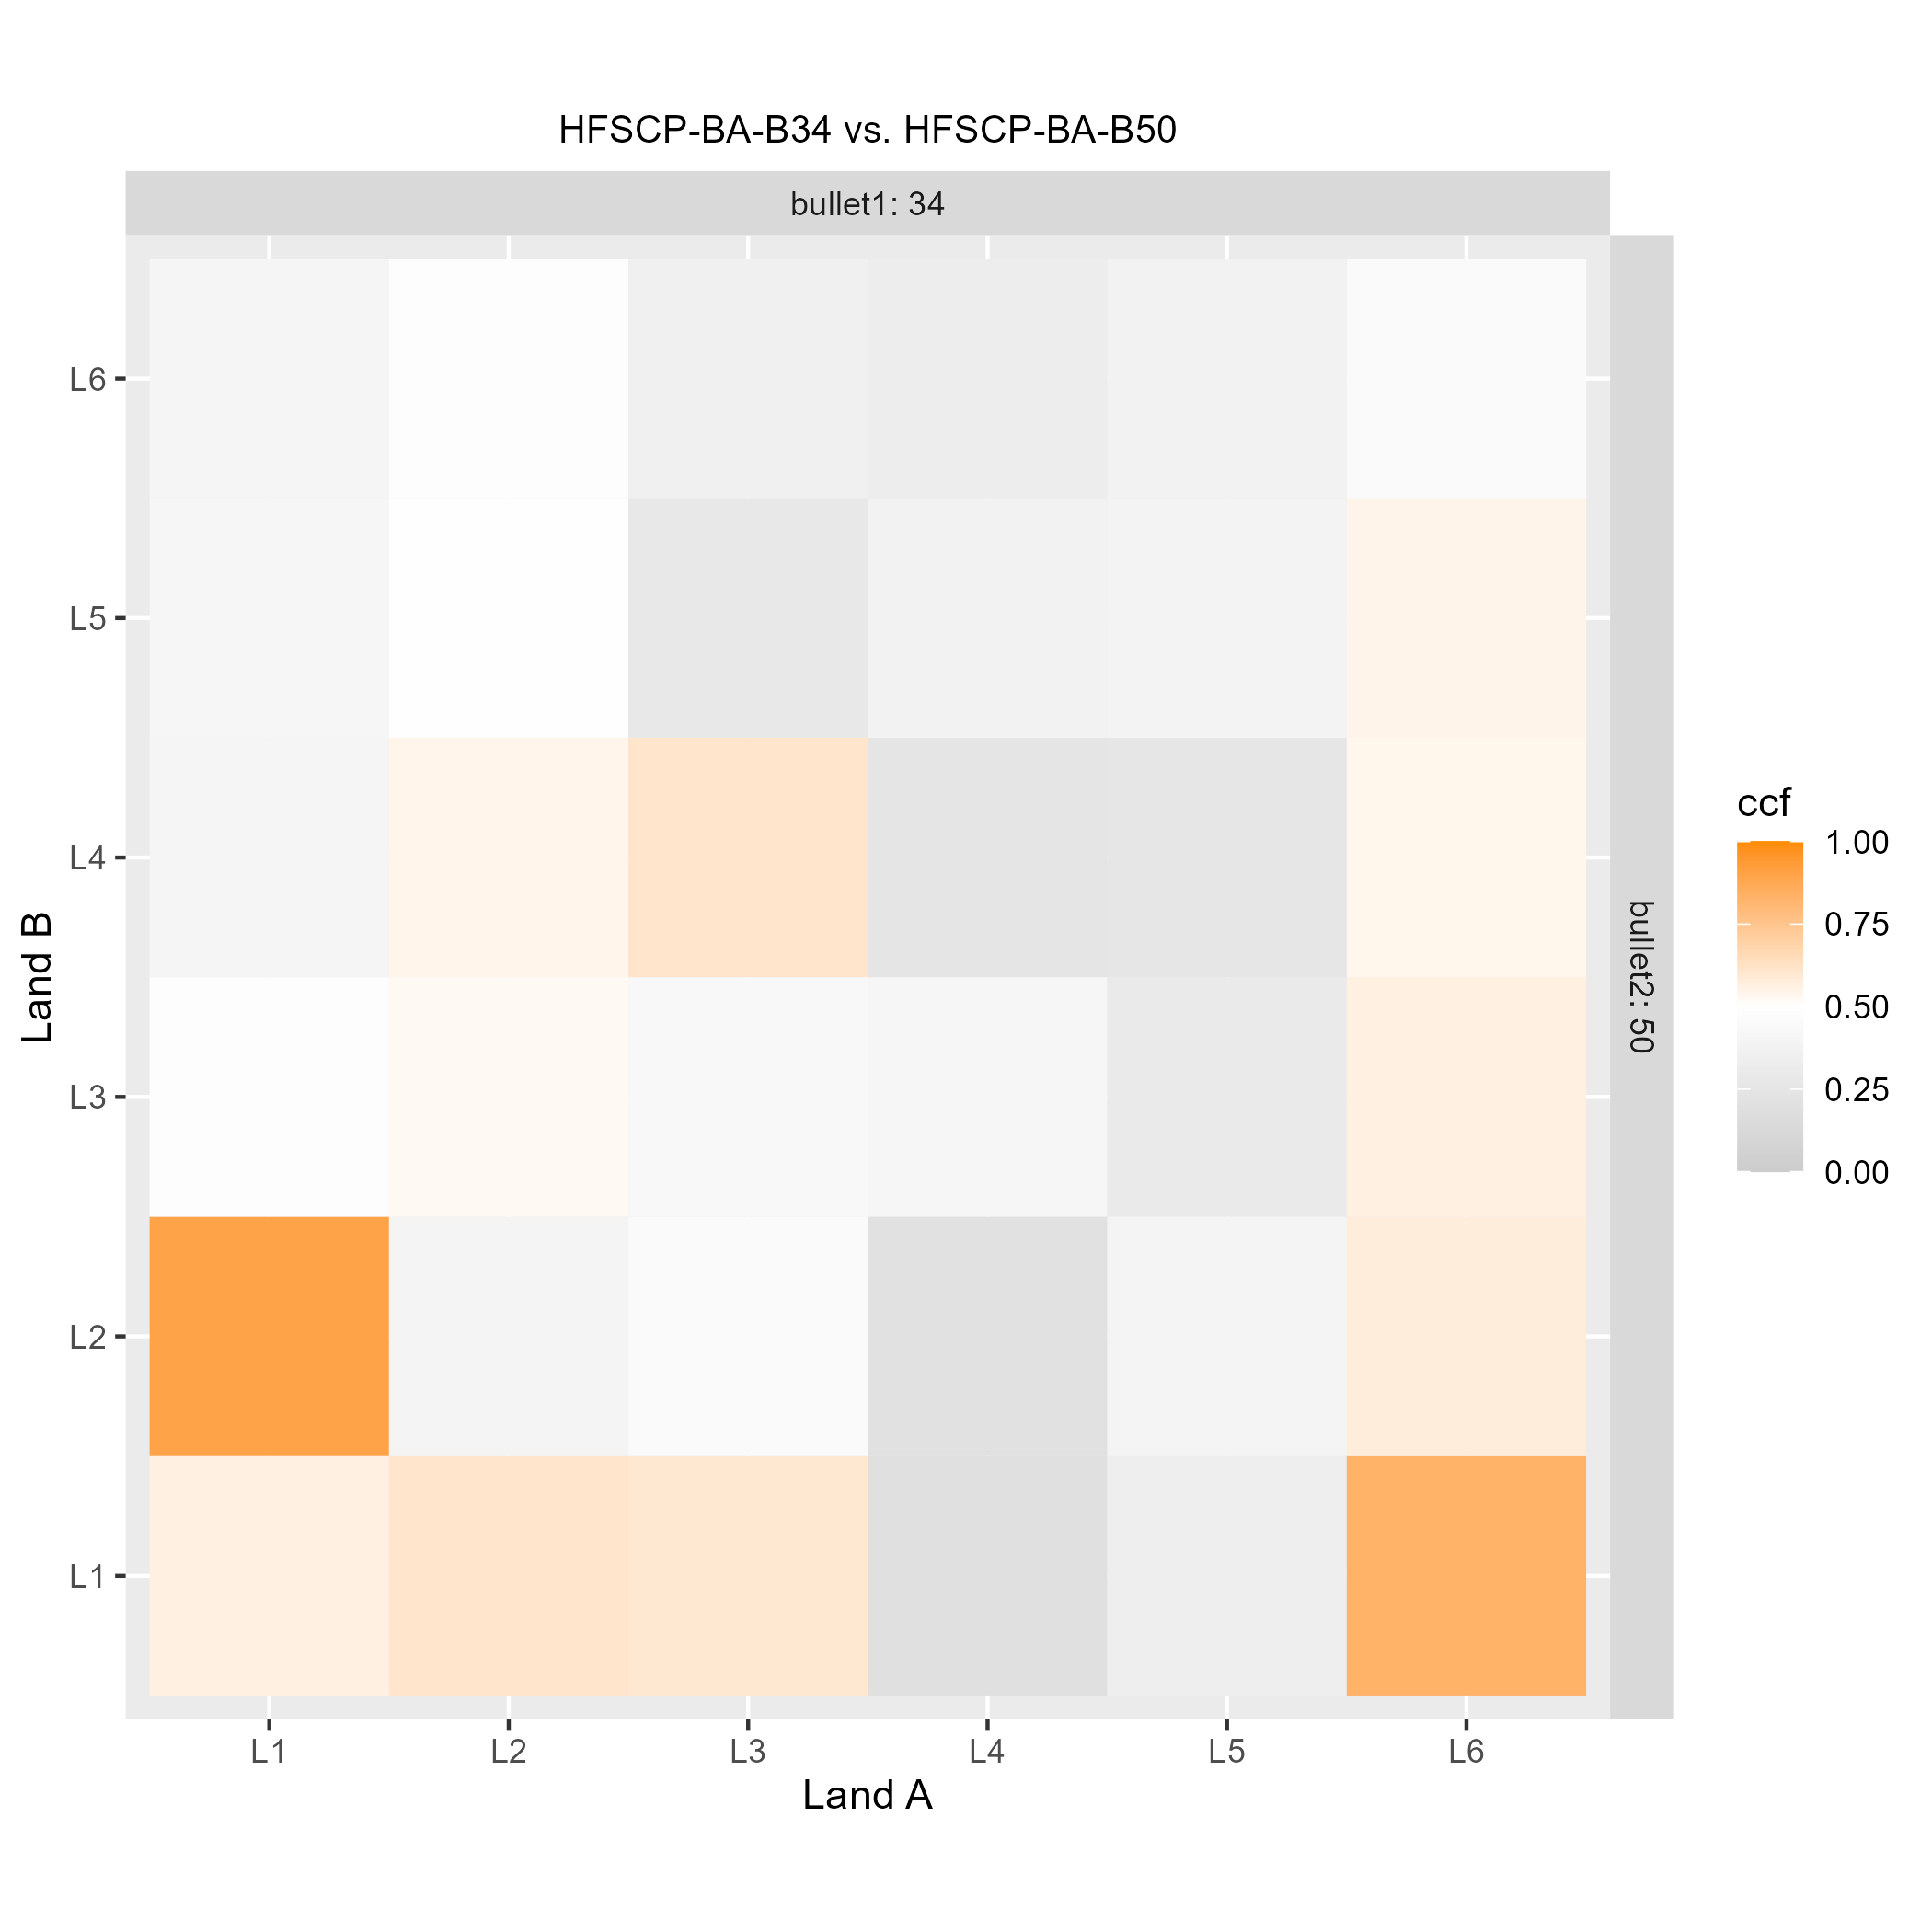 HFSCP-BA-B34 vs. HFSCP-BA-B50
bullet1: 34
L6
L5
L4
L3
L2
L1
Land B
bullet2: 50
ccf
1.00
0.75
0.50
0.25
0.00
L1 L2 L3 L4 L5 L6
Land A